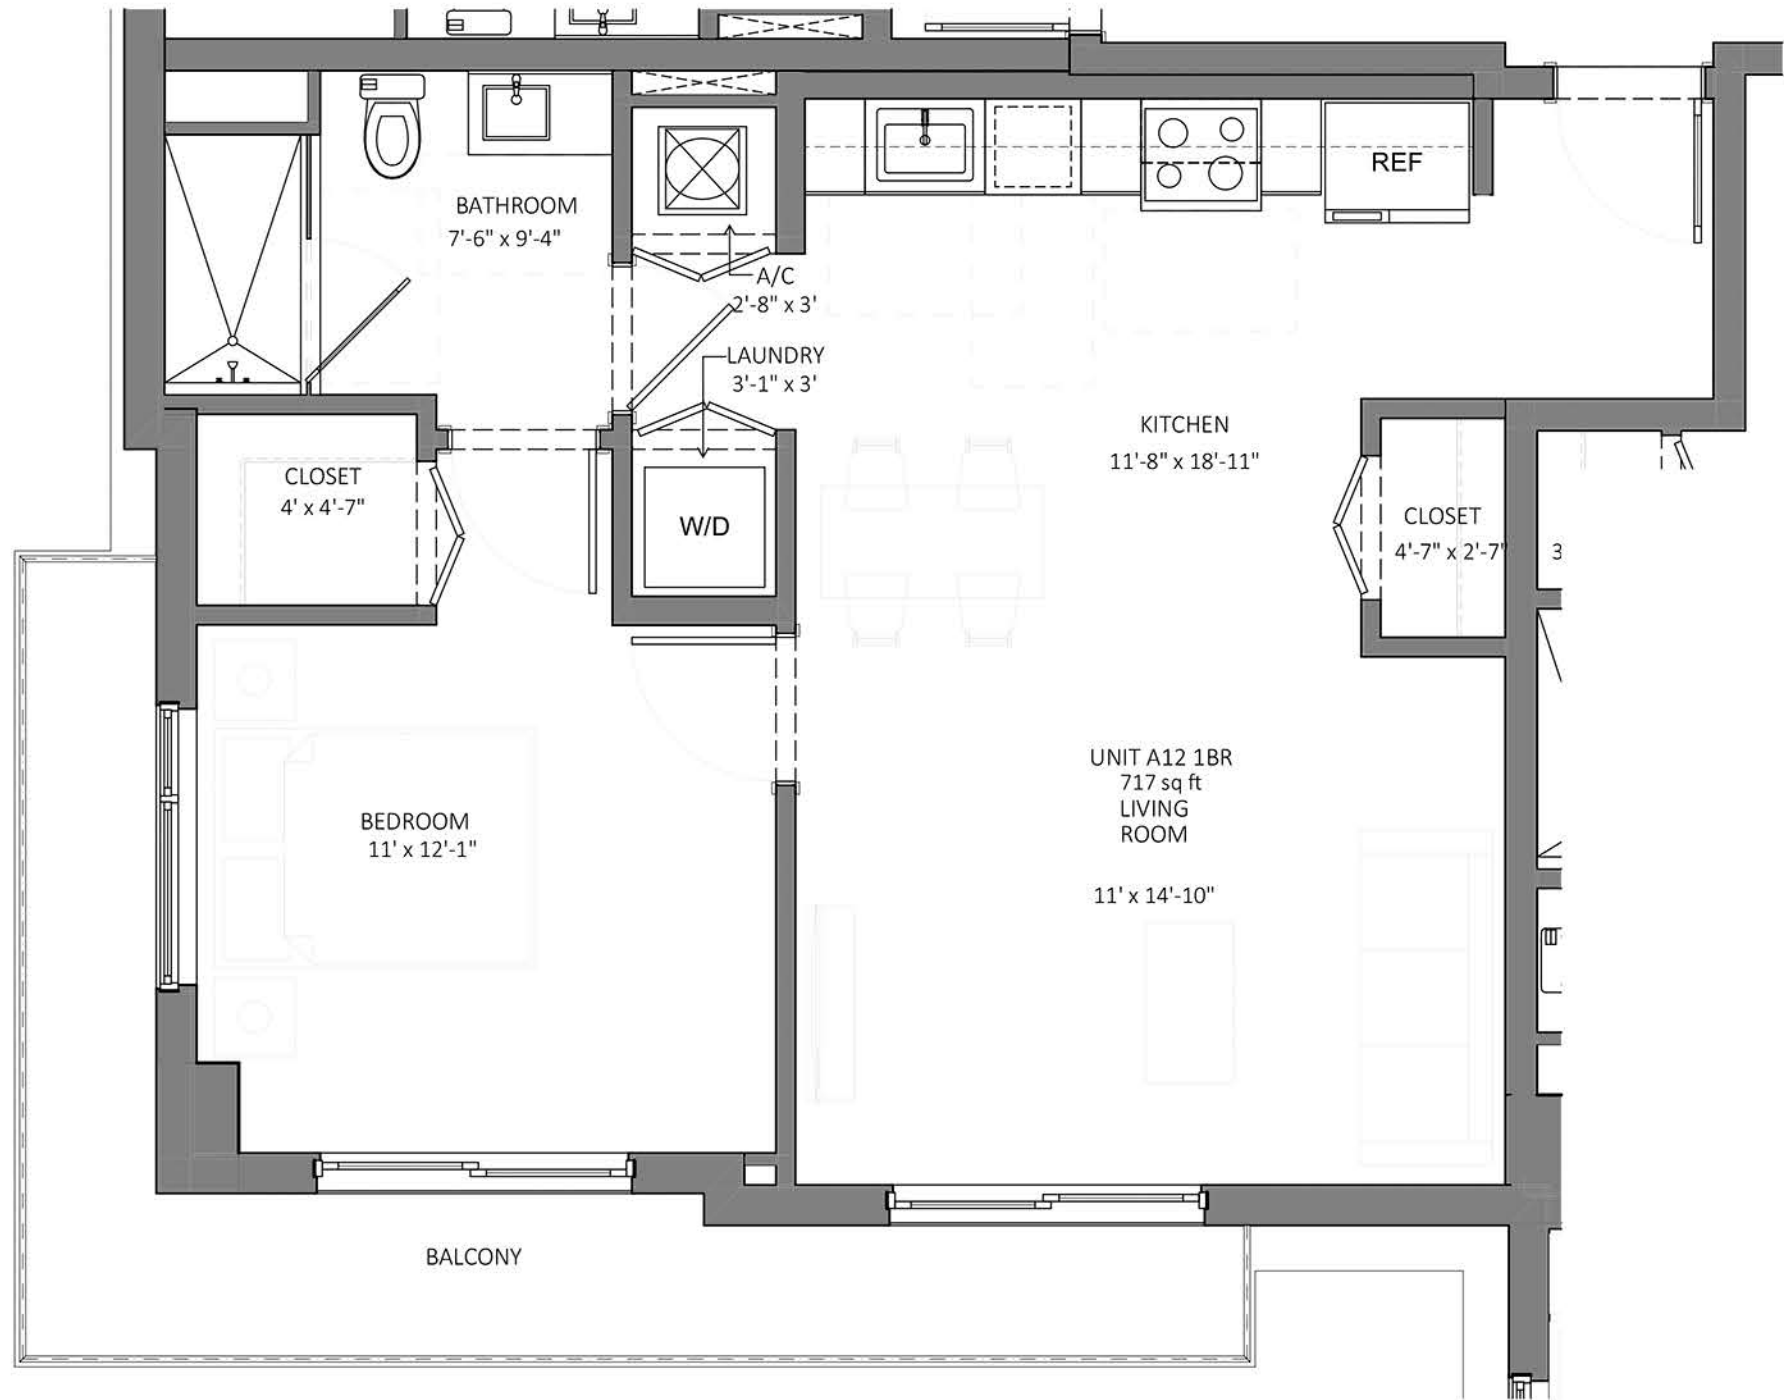 REF
BATHROOM
7'-6" x 9'-4"
A/C
2'-8" x 3'
LAUNDRY
3'-1" x 3'
KITCHEN
11'-8" x 18'-11"
CLOSET
4' x 4'-7"
W/D
CLOSET
4'-7" x 2'-7"
3
UNIT A12 1BR
717 sq ft
LIVING
ROOM
11' x 14'-10"
BEDROOM
11' x 12'-1"
BALCONY